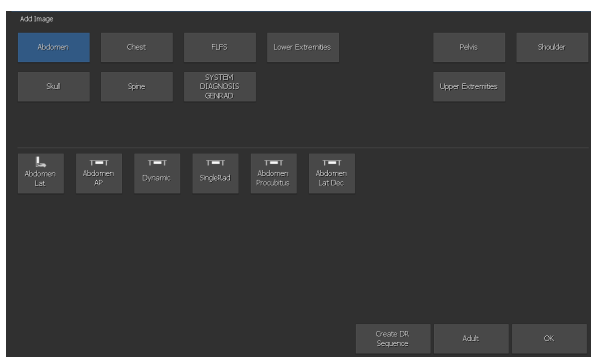 Add Image
Abdomen
Chest
FLFS
Lower Extremities
Pelvis
Shoulder
Skull
Spine
SYSTEM
DIAGNOSIS
GENRAD
Upper Extremities
Abdomen
Lat
Abdomen
AP
Dynamic
SingleRad
Abdomen
Procubitus
Abdomen
Lat Dec
Create DR
Sequence
Adult
OK